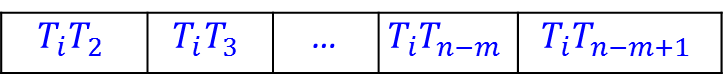 TᵢT₂ TᵢT₃ ... TᵢTₙ₋ₘ TᵢTₙ₋ₘ₊₁